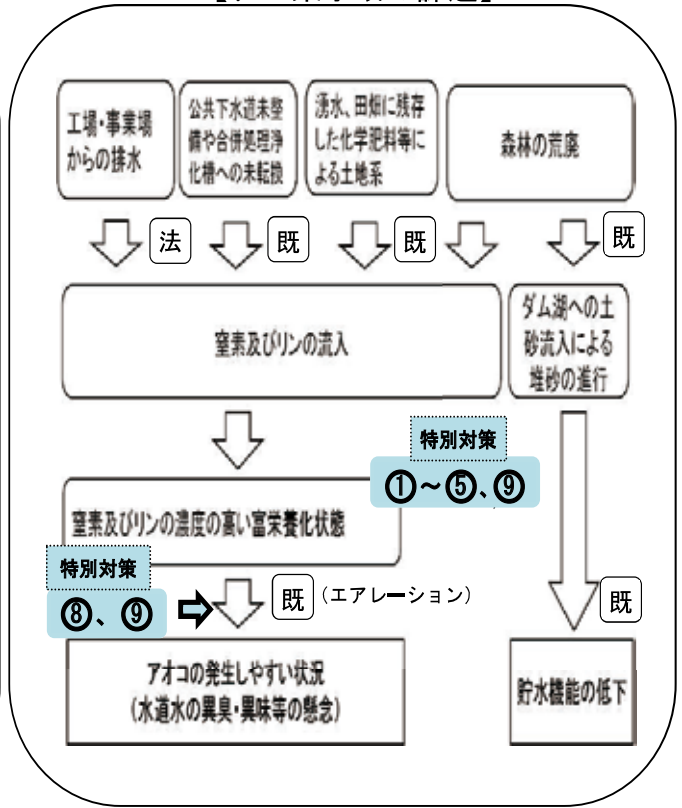 工場・事業場
からの排水
公共下水道未整
備や合併処理浄
化槽への未転換
湧水、田畑に残存
した化学肥料等に
よる土地系
森林の荒廃
法
既
既
既
窒素及びリンの流入
ダム湖への土
砂流入による
堆砂の進行
特別対策
①~⑤、⑨
窒素及びリンの濃度の高い富栄養化状態
特別対策
⑧、⑨
既
(エアレーション)
既
アオコの発生しやすい状況
(水道水の異臭・異味等の懸念)
貯水機能の低下